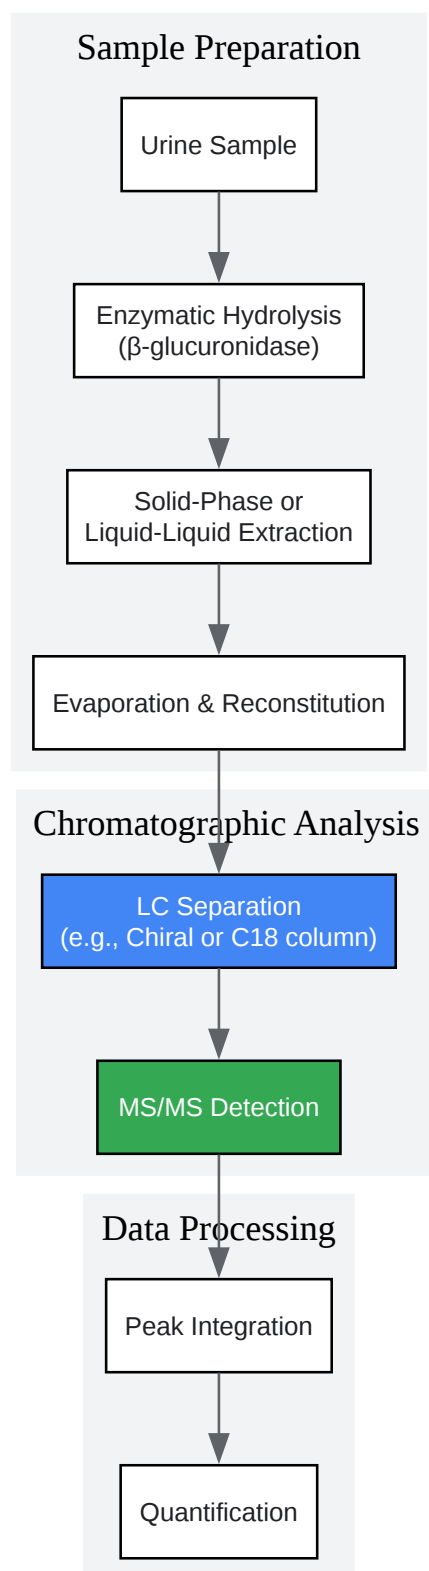 Sample Preparation
Urine Sample
Enzymatic Hydrolysis
(β-glucuronidase)
Solid-Phase or
Liquid-Liquid Extraction
Evaporation & Reconstitution
Chromatographic Analysis
LC Separation
(e.g., Chiral or C18 column)
MS/MS Detection
Data Processing
Peak Integration
Quantification